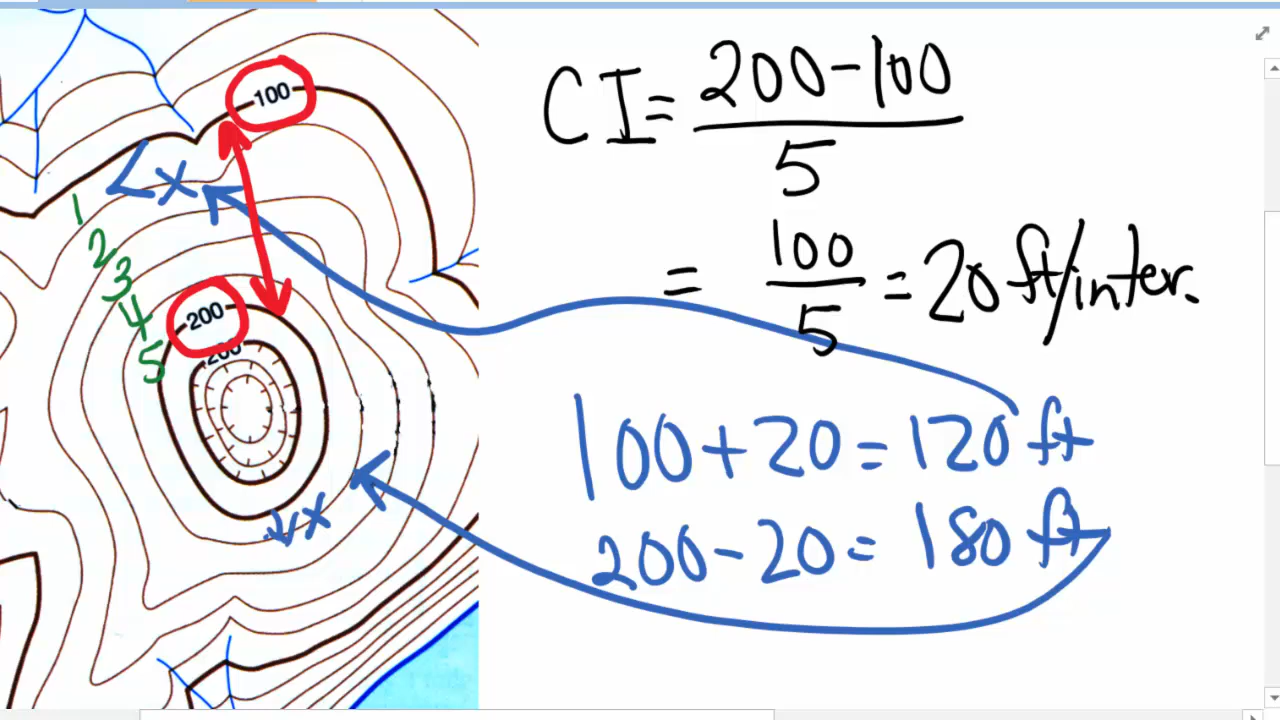 100
CI = 200-100
5
<x
1
2
3
4
5
200
200
= 100 = 20 ft/inter.
5
100+20=120 ft
200-20=180 ft
x